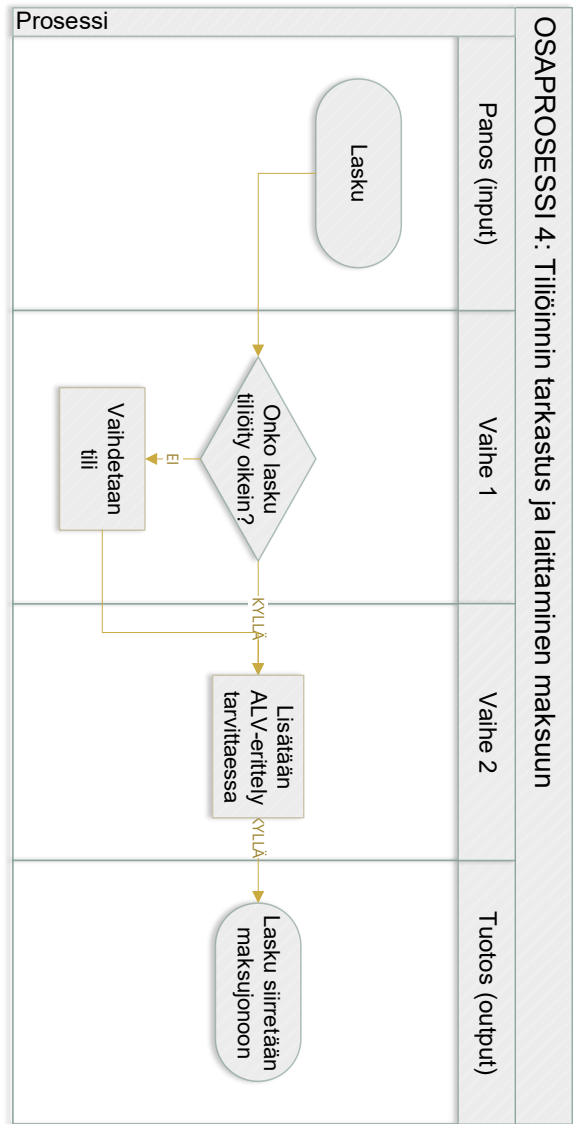 OSAPROSESSI 4: Tiliöinnin tarkastus ja laittaminen maksuun
Prosessi
Panos (input)
Vaihe 1
Vaihe 2
Tuotos (output)
Lasku
Onko lasku
tiliöity oikein?
EI
Vaihdetaan
tili
KYLLÄ
Lisätään
ALV-erittely
tarvittaessa
KYLLÄ
Lasku siirretään
maksujonoon